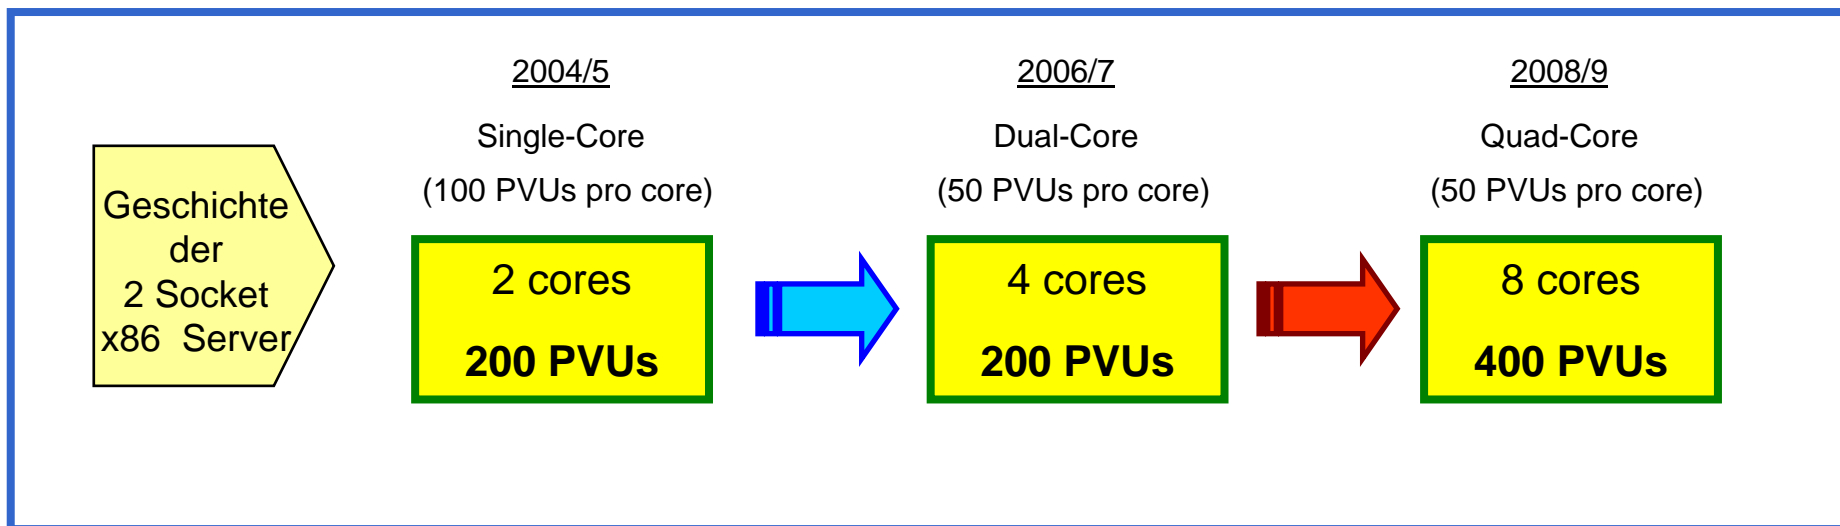 Geschichte
der
2 Socket
x86 Server
2004/5
Single-Core
(100 PVUs pro core)
2 cores
200 PVUs
2006/7
Dual-Core
(50 PVUs pro core)
4 cores
200 PVUs
2008/9
Quad-Core
(50 PVUs pro core)
8 cores
400 PVUs